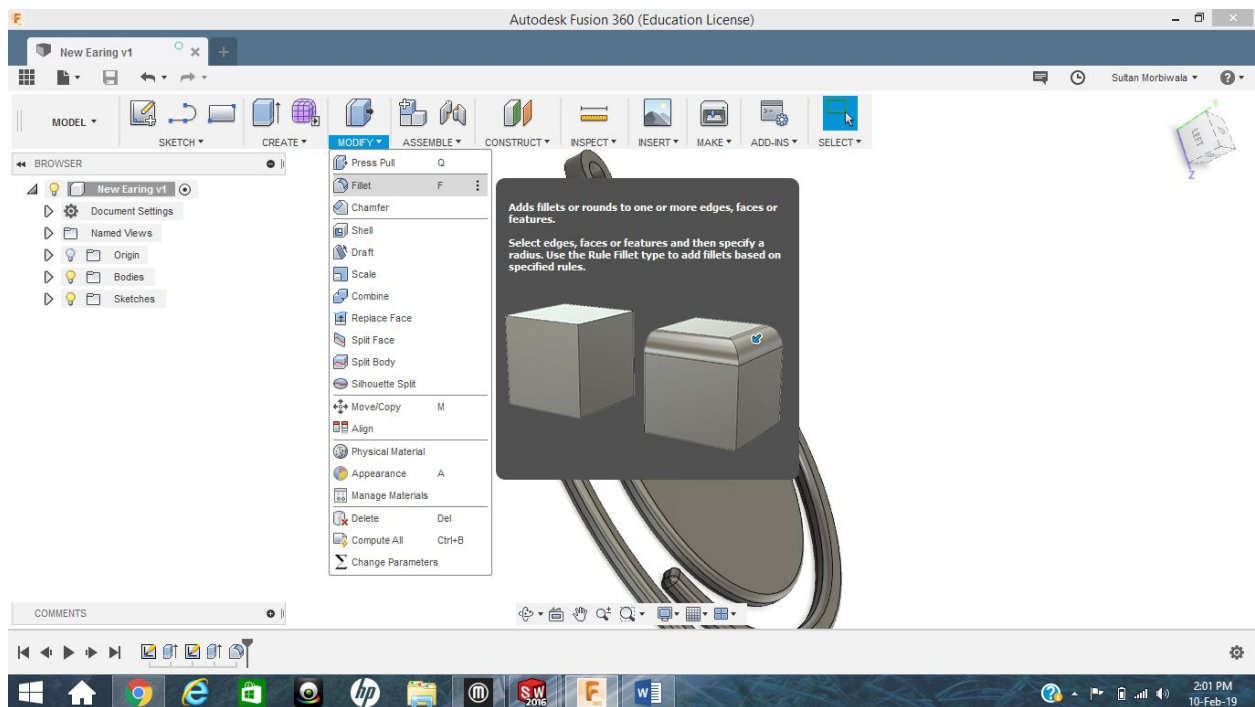 Autodesk Fusion 360 (Education License)
New Earing v1
Sultan Morbiwala
MODEL
SKETCH
CREATE
MODIFY
ASSEMBLE
CONSTRUCT
INSPECT
INSERT
MAKE
ADD-INS
SELECT
BROWSER
New Earing v1
Document Settings
Named Views
Origin
Bodies
Sketches
Press Pull Q
Fillet F
Chamfer
Shell
Draft
Scale
Combine
Replace Face
Split Face
Split Body
Silhouette Split
Move/Copy M
Align
Physical Material
Appearance A
Manage Materials
Delete Del
Compute All Ctrl+B
Change Parameters
Adds fillets or rounds to one or more edges, faces or
features.
Select edges, faces or features and then specify a
radius. Use the Rule Fillet type to add fillets based on
specified rules.
Y
LEFT
Z
COMMENTS
hp
SW
2016
F
W
2:01 PM
10-Feb-19